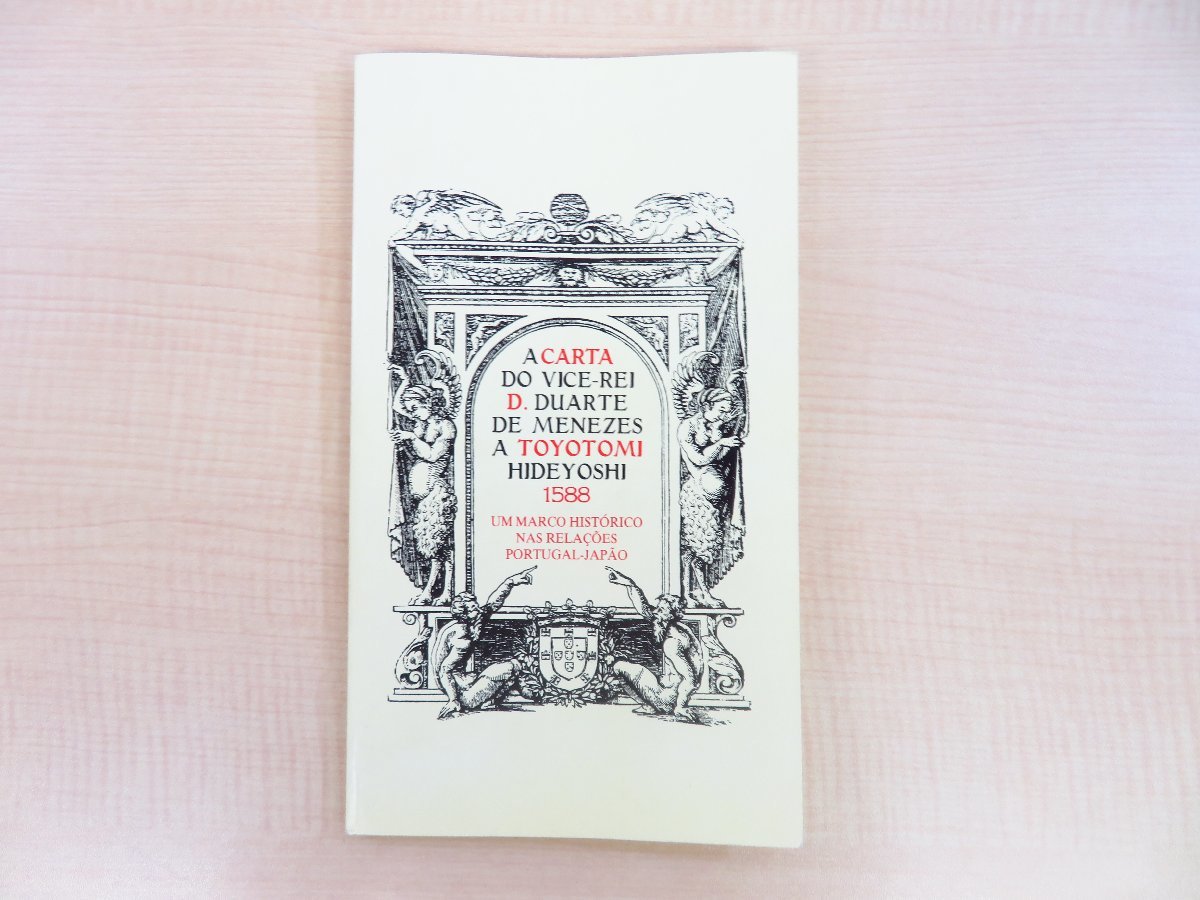 A CARTA
DO VICE-REI
D. DUARTE
DE MENEZES
A TOYOTOMI
HIDEYOSHI
1588
UM MARCO HISTÓRICO
NAS RELAÇÕES
PORTUGAL-JAPÃO